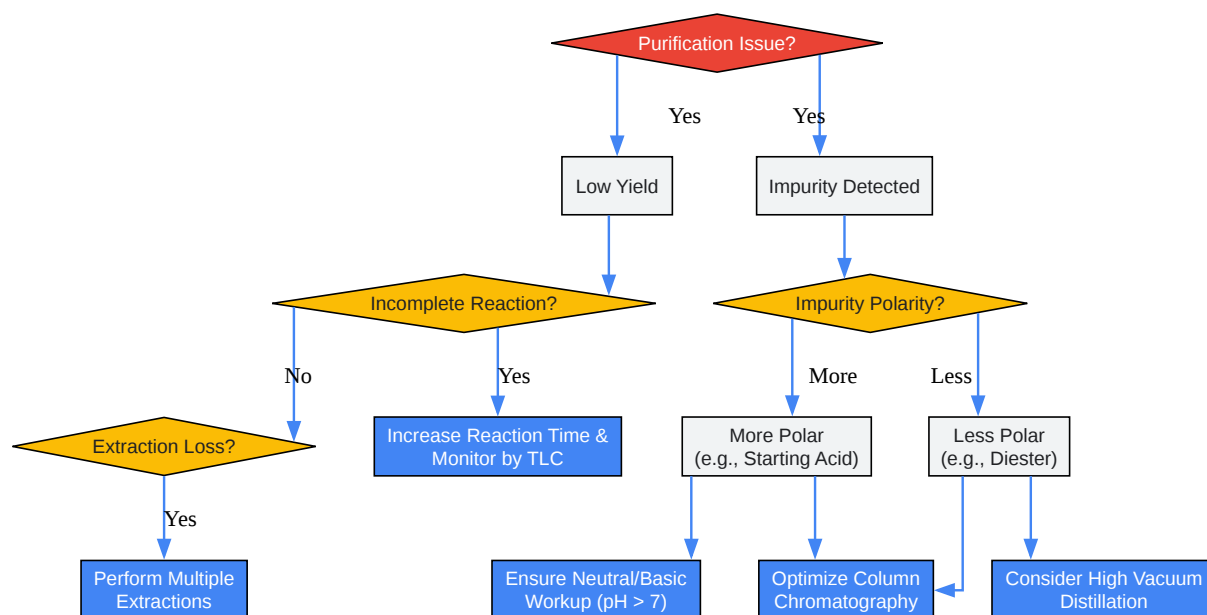 Purification Issue?
Yes
Yes
Low Yield
Impurity Detected
Incomplete Reaction?
Impurity Polarity?
No
Yes
More
Less
Extraction Loss?
Increase Reaction Time &
Monitor by TLC
More Polar
(e.g., Starting Acid)
Less Polar
(e.g., Diester)
Yes
Perform Multiple
Extractions
Ensure Neutral/Basic
Workup (pH > 7)
Optimize Column
Chromatography
Consider High Vacuum
Distillation